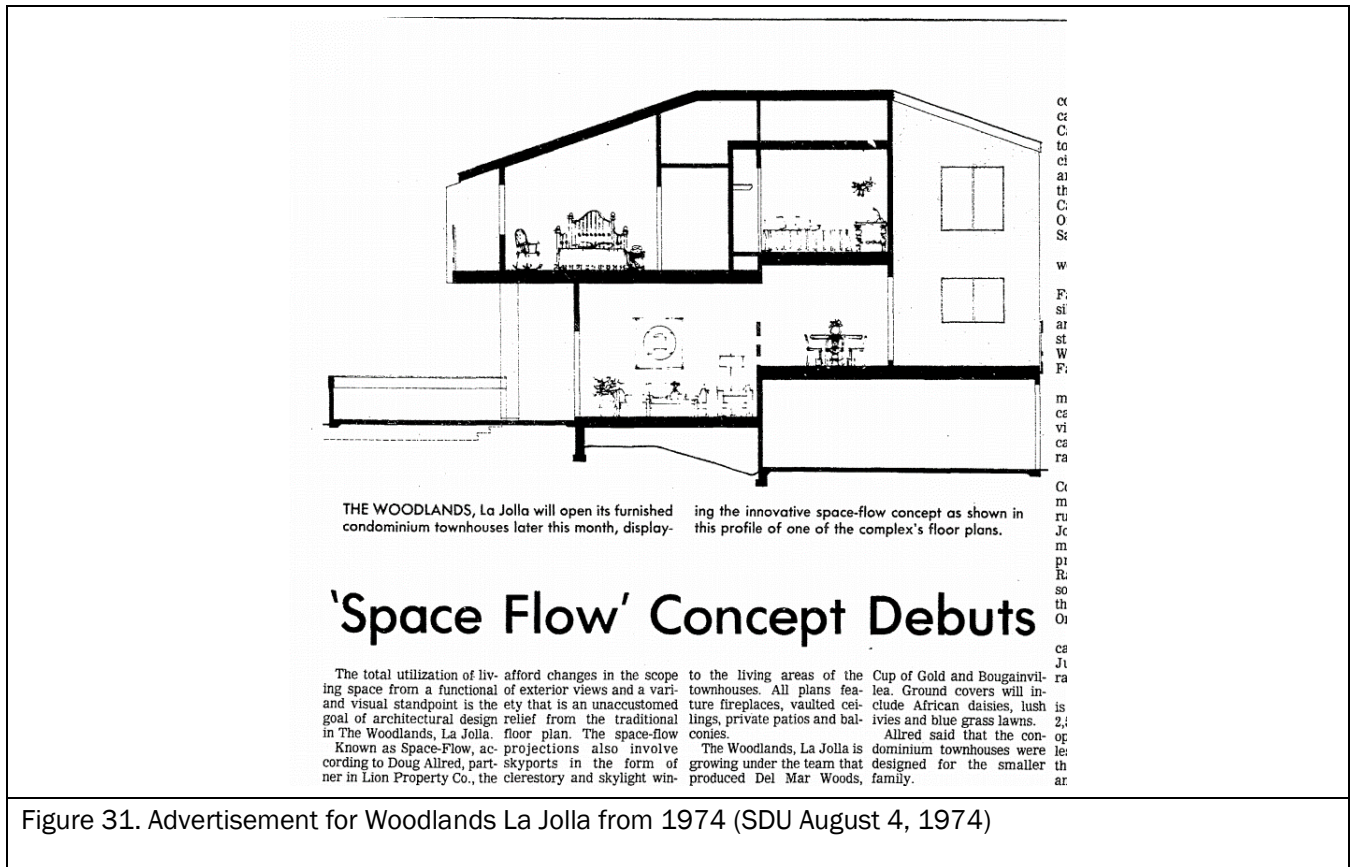 THE WOODLANDS, La Jolla will open its furnished
condominium townhouses later this month, display-
ing the innovative space-flow concept as shown in
this profile of one of the complex's floor plans.
'Space Flow' Concept Debuts
The total utilization of liv-
ing space from a functional
and visual standpoint is the
goal of architectural design
in The Woodlands, La Jolla.
Known as Space-Flow, ac-
cording to Doug Allred, part-
ner in Lion Property Co., the
afford changes in the scope
of exterior views and a vari-
ety that is an unaccustomed
relief from the traditional
floor plan. The space-flow
projections also involve
skyports in the form of
clerestory and skylight win-
to the living areas of the
townhouses. All plans fea-
ture fireplaces, vaulted cei-
lings, private patios and bal-
conies.
The Woodlands, La Jolla is
growing under the team that
produced Del Mar Woods,
Cup of Gold and Bougainvil-
lea. Ground covers will in-
clude African daisies, lush
ivies and blue grass lawns.
Allred said that the con-
dominium townhouses were
designed for the smaller
family.
Figure 31. Advertisement for Woodlands La Jolla from 1974 (SDU August 4, 1974)